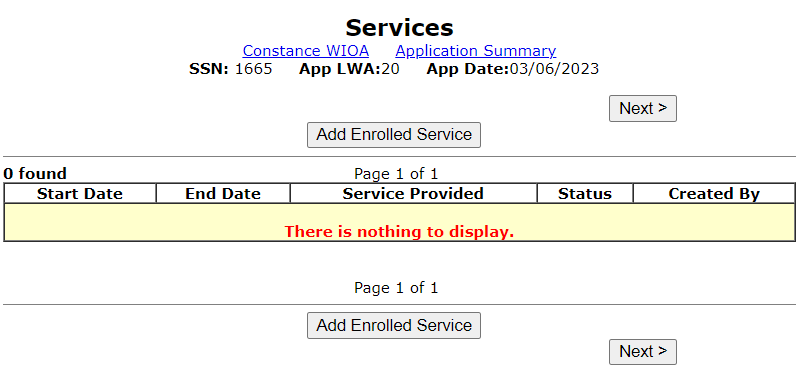 Services
Constance WIOA Application Summary
SSN: 1665 App LWA:20 App Date:03/06/2023
Next >
Add Enrolled Service
0 found Page 1 of 1
Start Date End Date Service Provided Status Created By
There is nothing to display.
Page 1 of 1
Add Enrolled Service
Next >